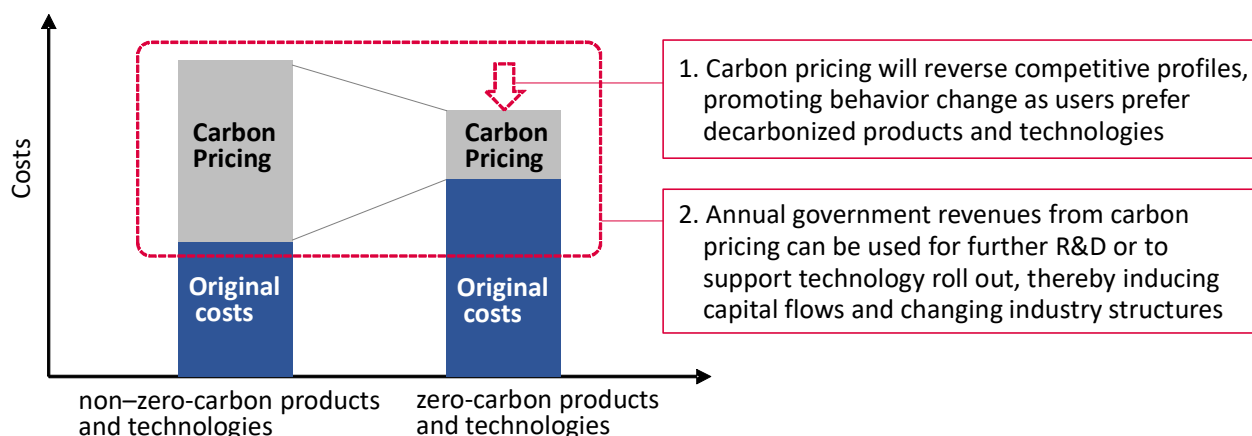 Costs
Carbon
Pricing
Original
costs
Carbon
Pricing
Original
costs
non–zero-carbon products
and technologies
zero-carbon products
and technologies
1. Carbon pricing will reverse competitive profiles,
promoting behavior change as users prefer
decarbonized products and technologies
2. Annual government revenues from carbon
pricing can be used for further R&D or to
support technology roll out, thereby inducing
capital flows and changing industry structures